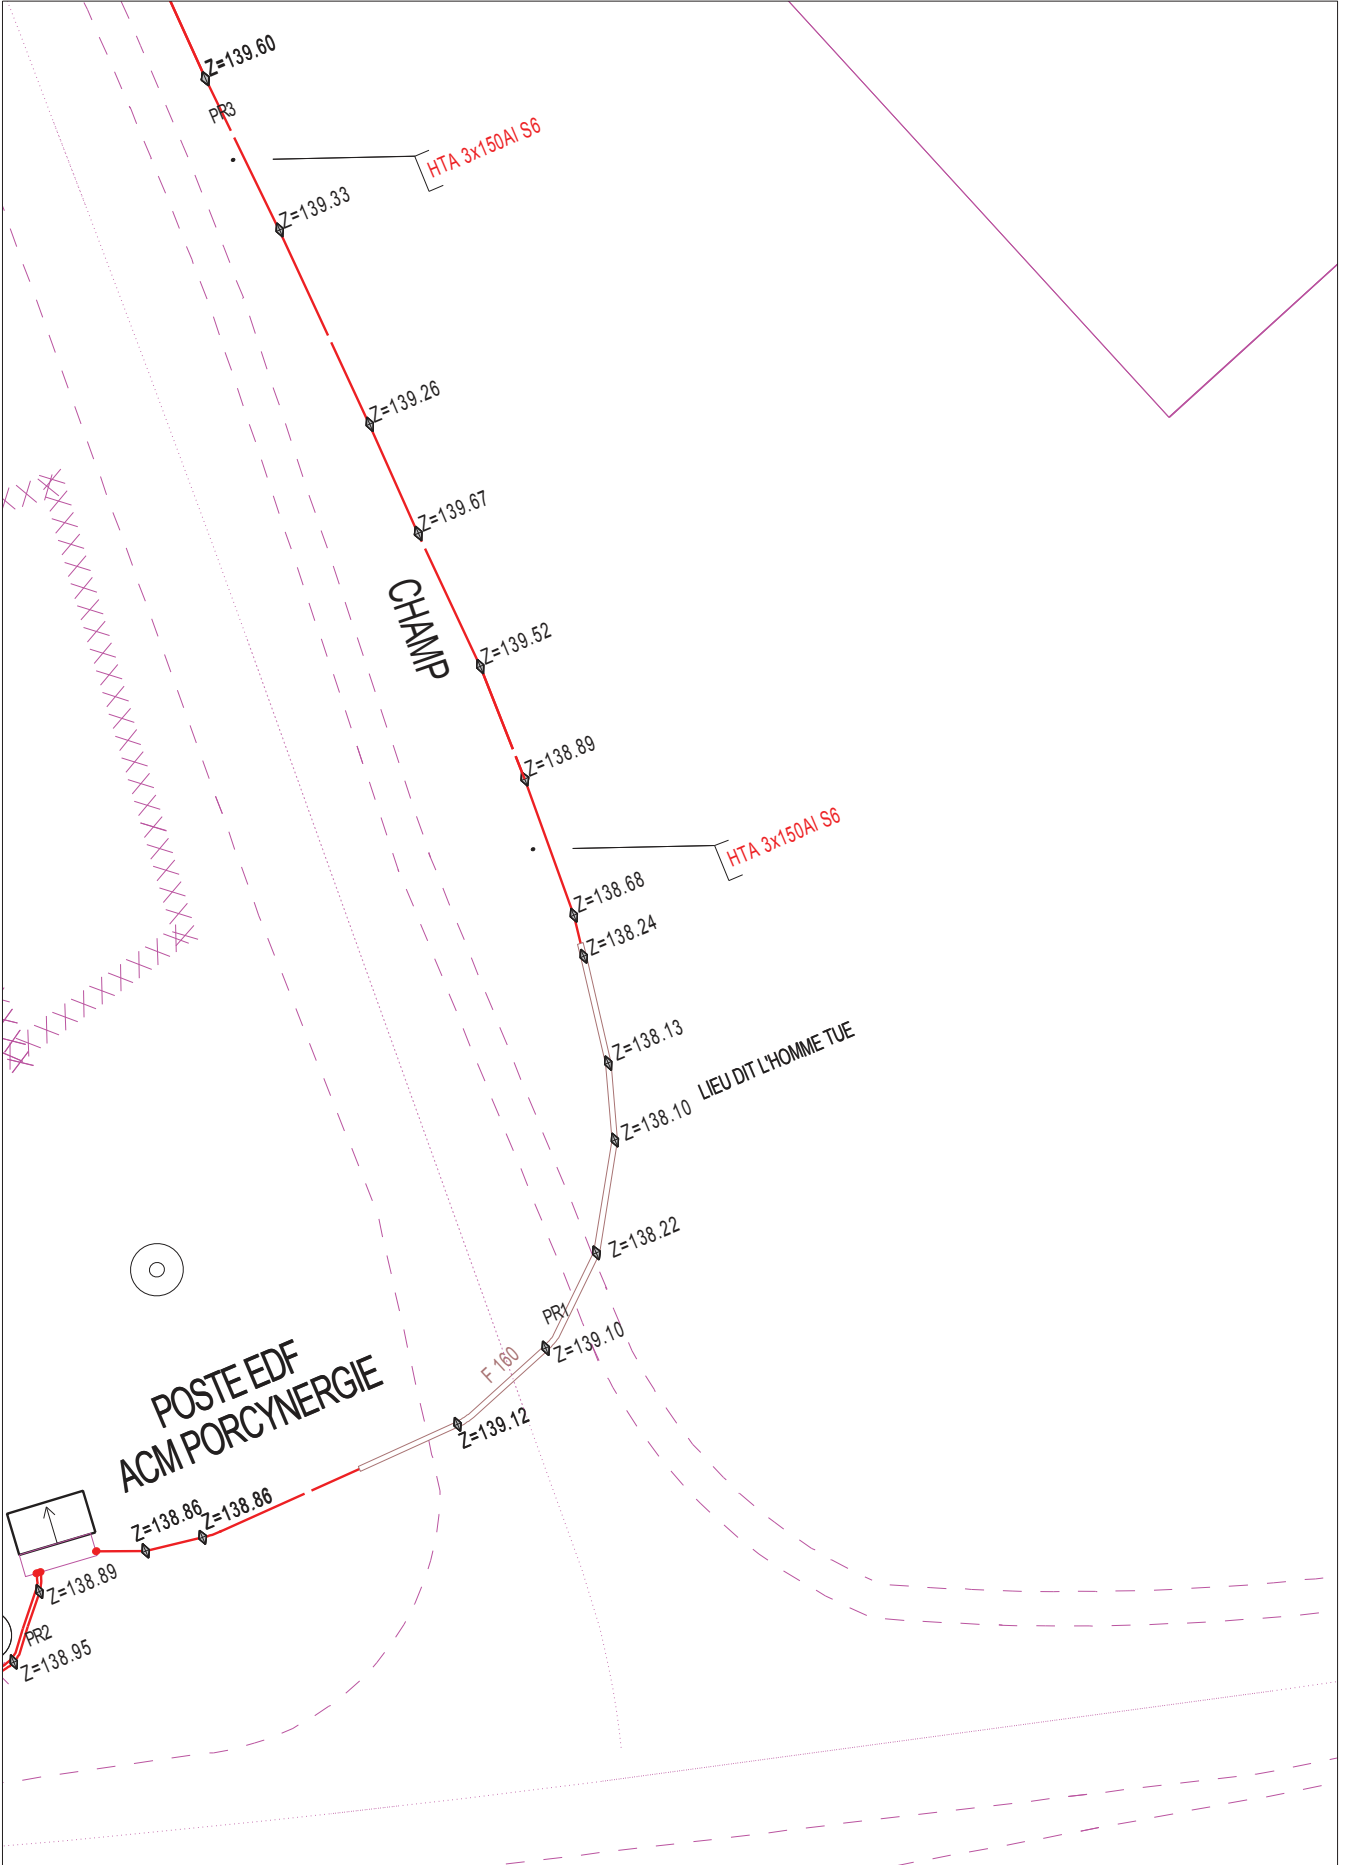 Z=139.60
PR3
HTA 3x150Al S6
Z=139.33
Z=139.26
Z=139.67
CHAMP
Z=139.52
Z=138.89
HTA 3x150Al S6
Z=138.68
Z=138.24
Z=138.13
LIEU DIT L'HOMME TUE
Z=138.10
Z=138.22
PR1
Z=139.10
F 160
Z=139.12
POSTE EDF
ACM PORCYNERGIE
Z=138.86
Z=138.86
Z=138.89
PR2
Z=138.95